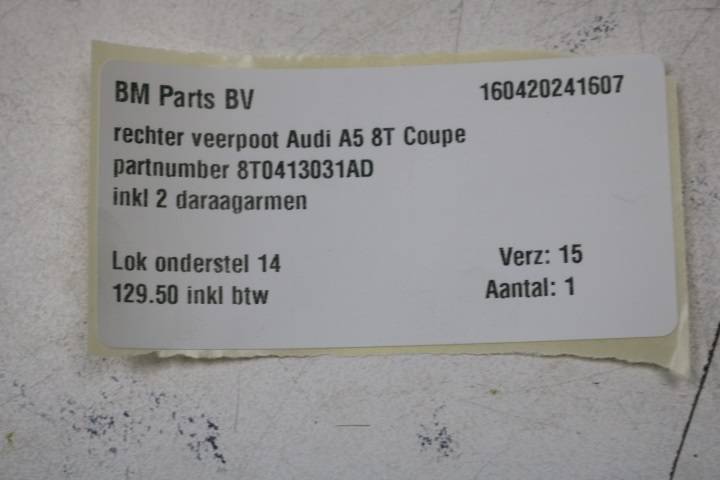 BM Parts BV 160420241607
rechter veerpoot Audi A5 8T Coupe
partnumber 8T0413031AD
inkl 2 daraagarmen
Lok onderstel 14 Verz: 15
129.50 inkl btw Aantal: 1